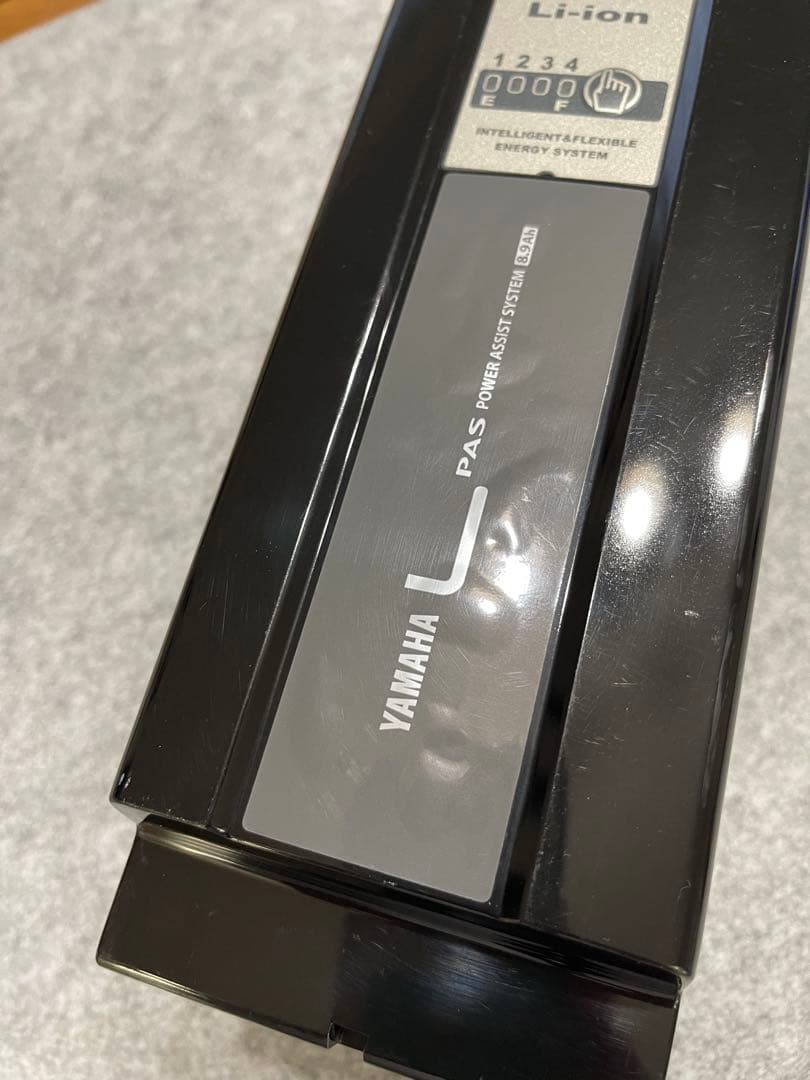 Li-ion
1 2 3 4
E F
INTELLIGENT&FLEXIBLE
ENERGY SYSTEM
YAMAHA L PAS POWER ASSIST SYSTEM 8.9Ah